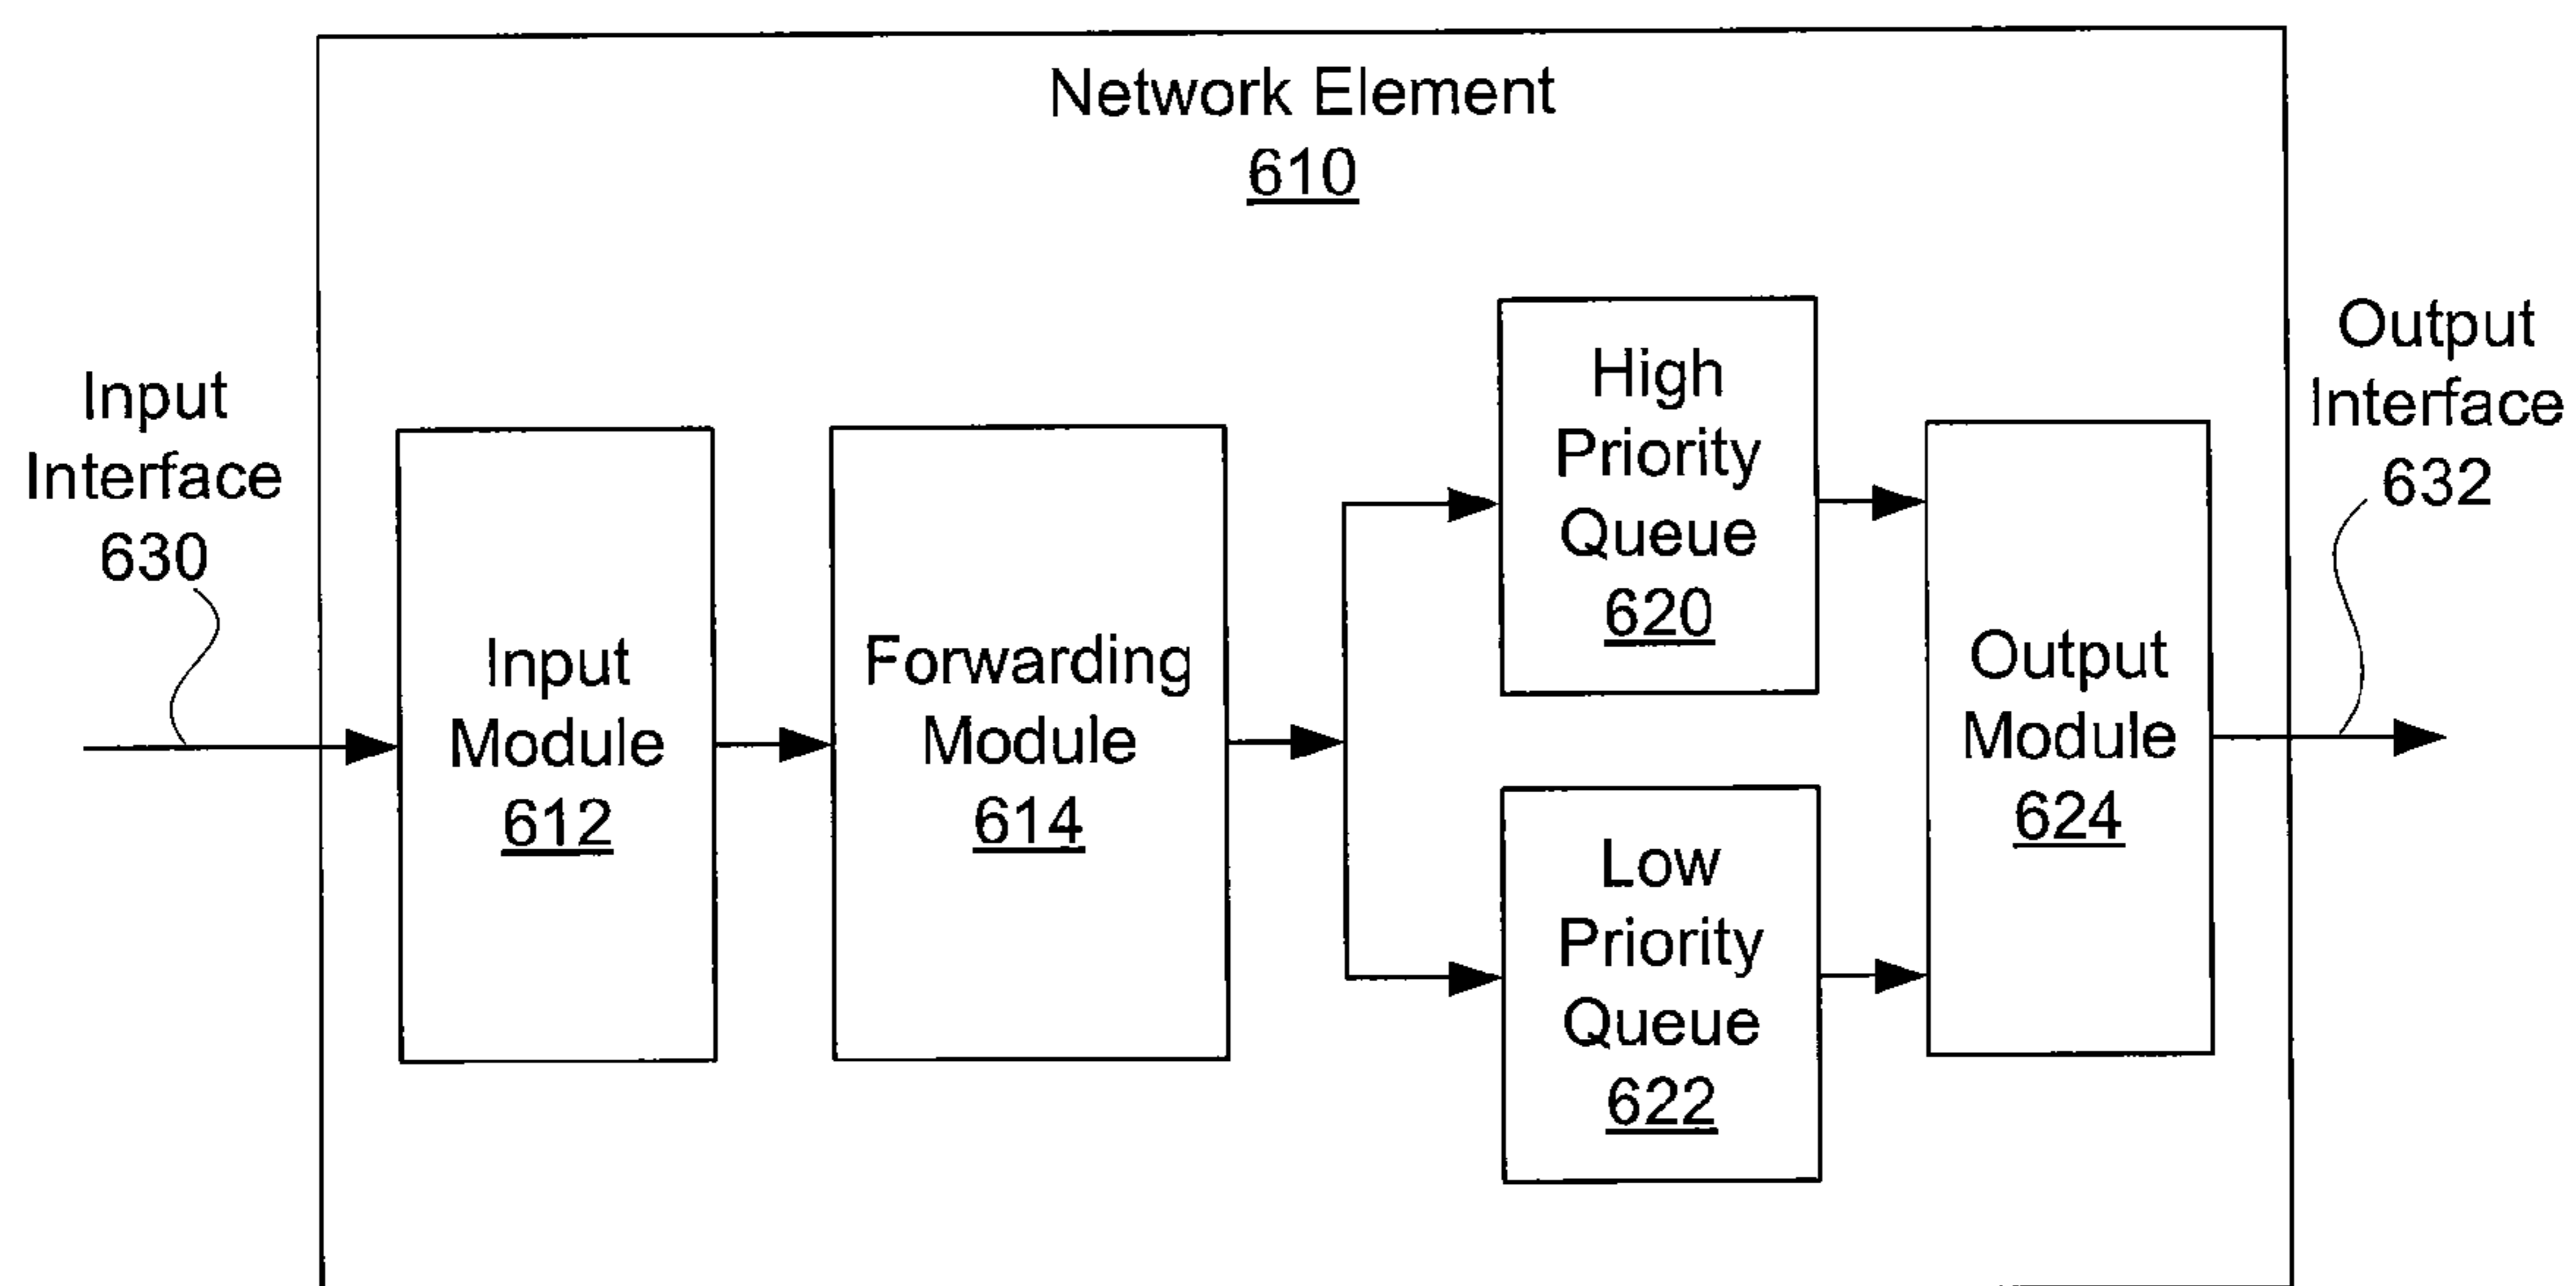 Network Element
610
Input
Interface
630
Input
Module
612
Forwarding
Module
614
High
Priority
Queue
620
Low
Priority
Queue
622
Output
Module
624
Output
Interface
632